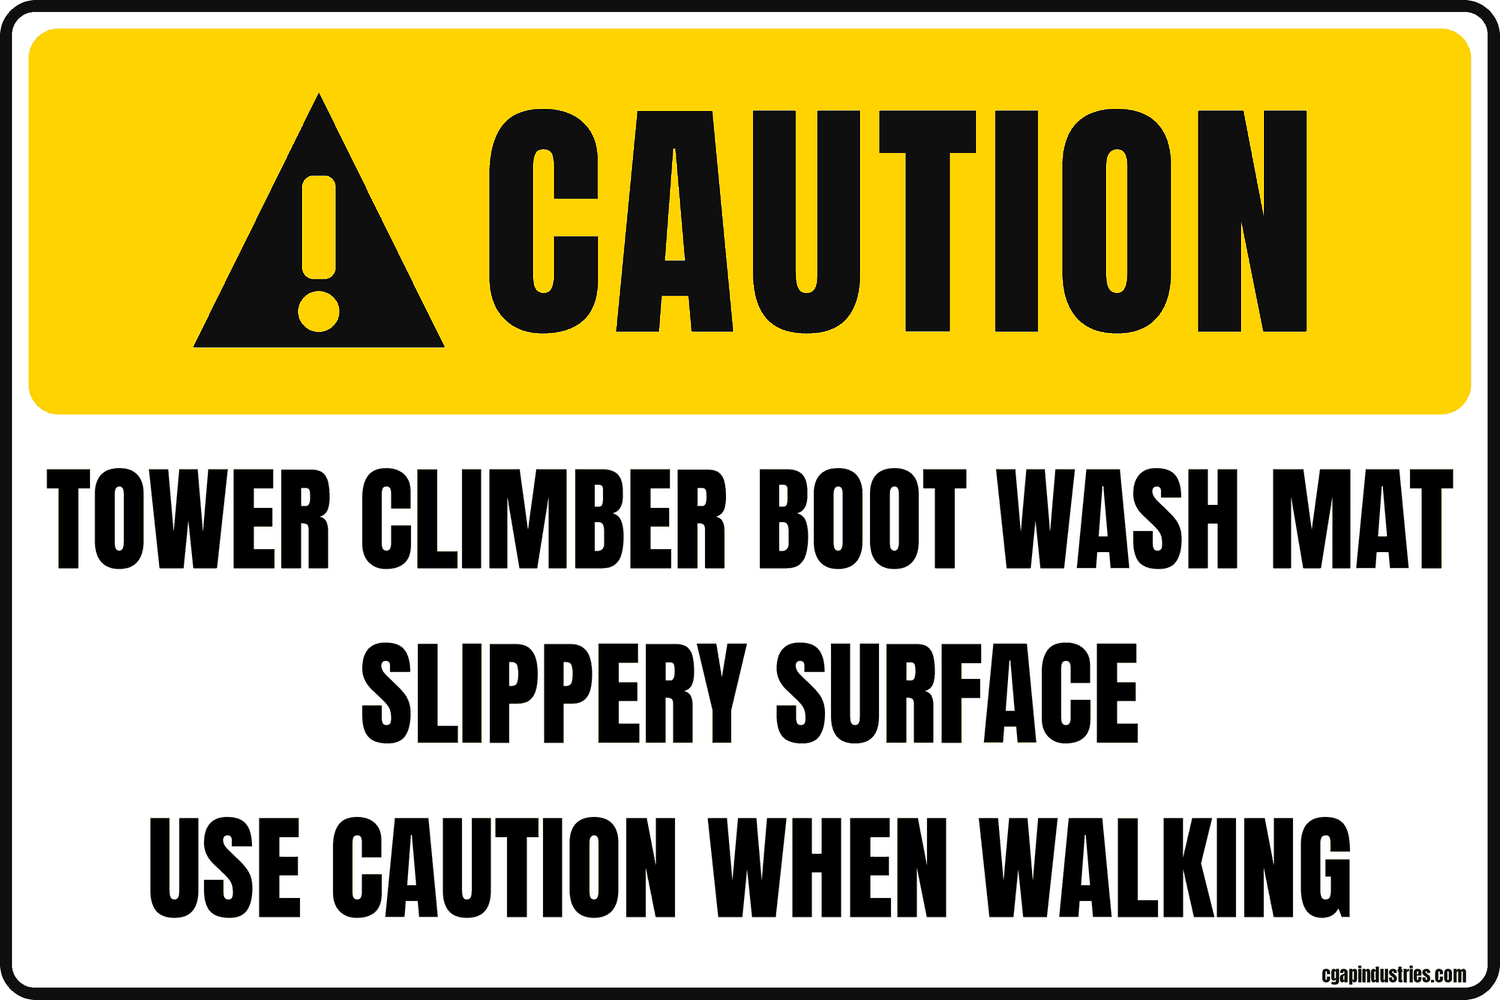 CAUTION
TOWER CLIMBER BOOT WASH MAT
SLIPPERY SURFACE
USE CAUTION WHEN WALKING
cgapindustries.com